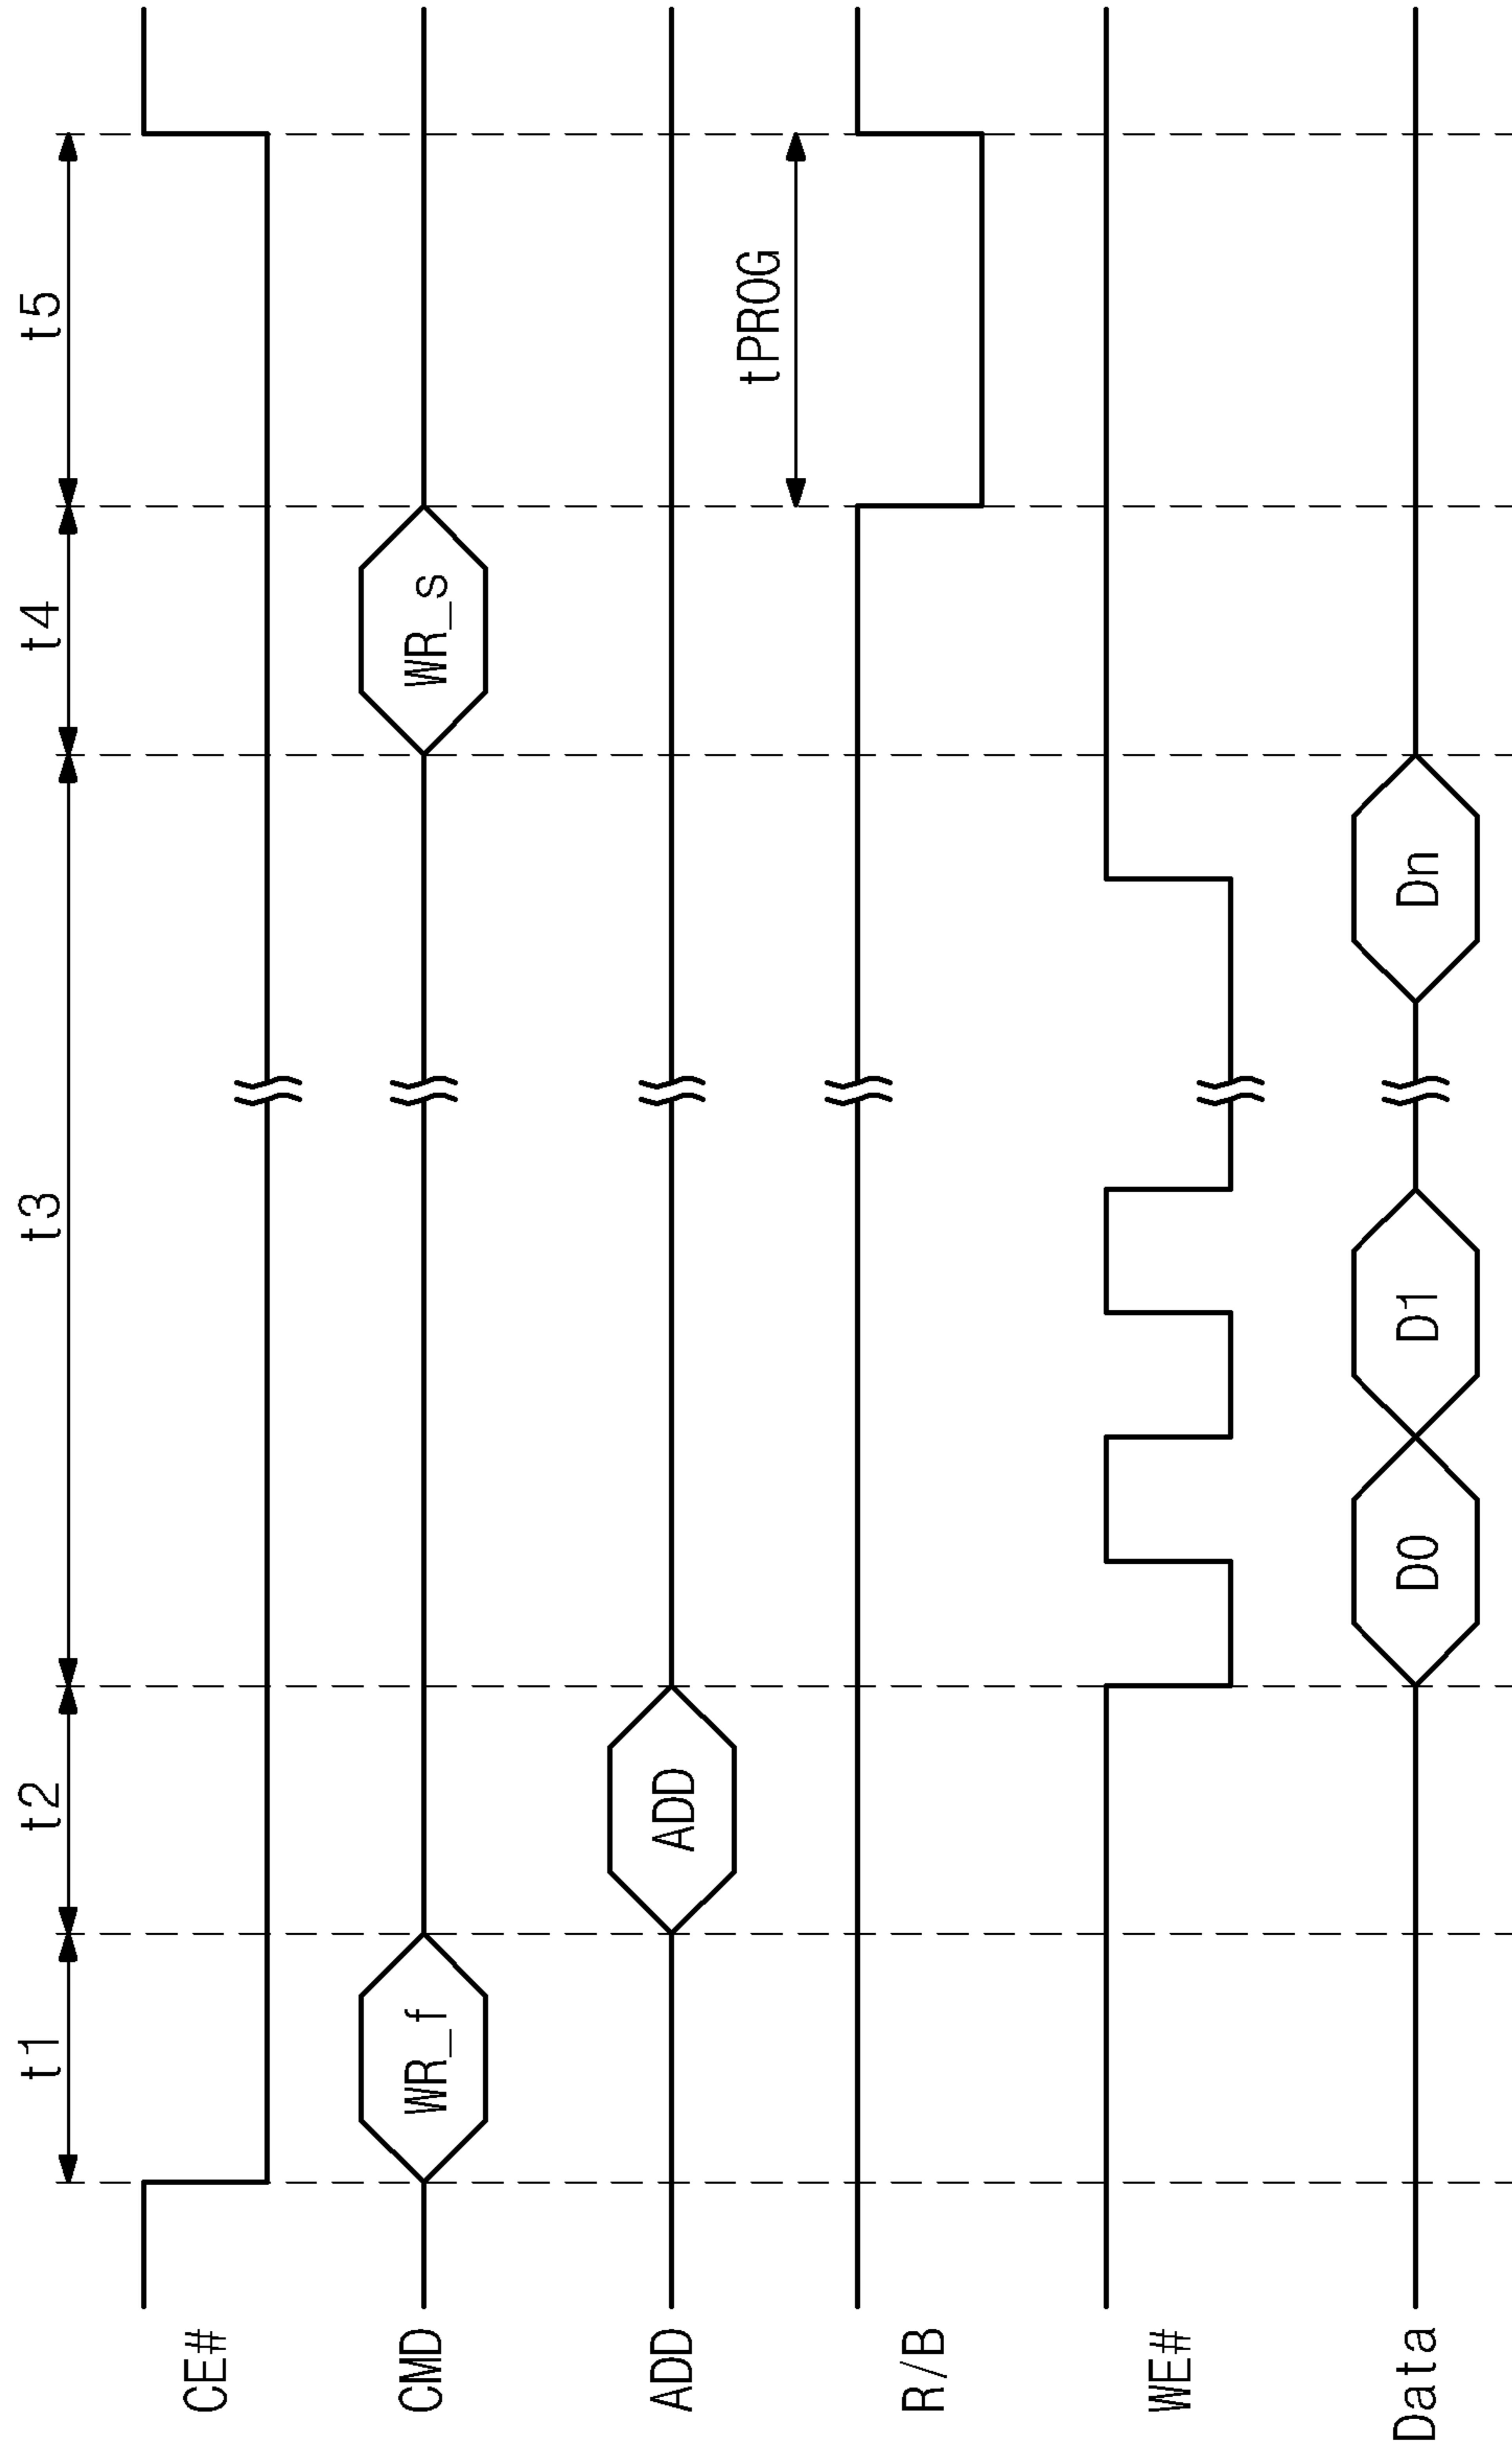 t1 t2 t3 t4 t5
CE#
CMD WR_f WR_s
ADD ADD
tPROG
R/B
WE#
Data D0 D1 Dn